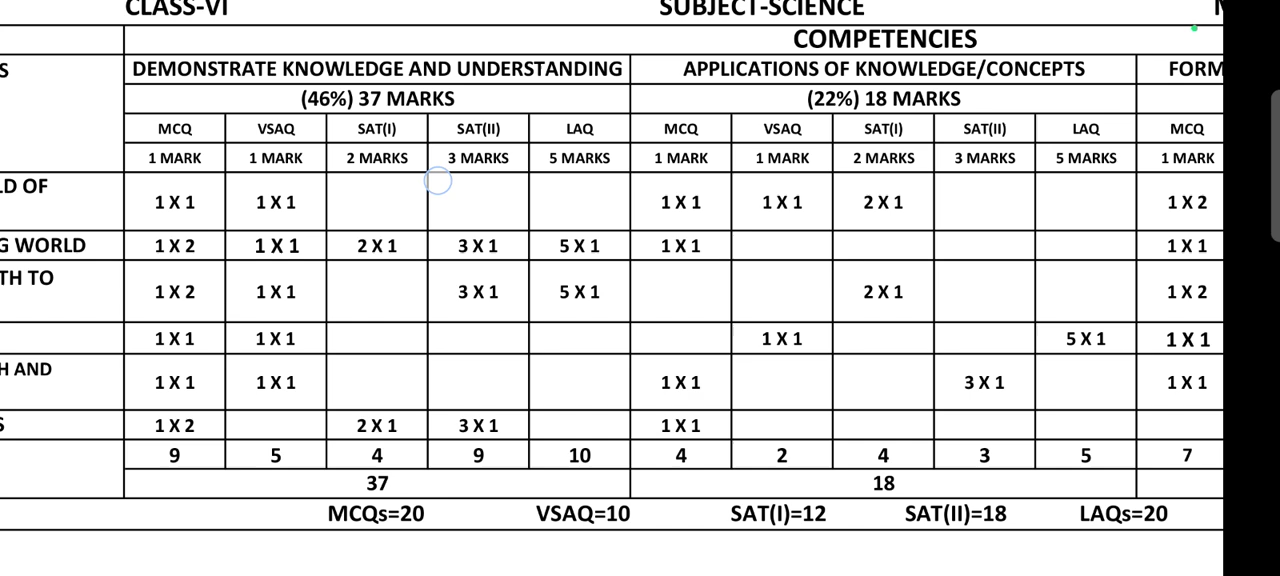 CLASS-VI SUBJECT-SCIENCE
COMPETENCIES
S DEMONSTRATE KNOWLEDGE AND UNDERSTANDING APPLICATIONS OF KNOWLEDGE/CONCEPTS FORM
(46%) 37 MARKS (22%) 18 MARKS
MCQ VSAQ SAT(I) SAT(II) LAQ MCQ VSAQ SAT(I) SAT(II) LAQ MCQ
1 MARK 1 MARK 2 MARKS 3 MARKS 5 MARKS 1 MARK 1 MARK 2 MARKS 3 MARKS 5 MARKS 1 MARK
LD OF
1 X 1 1 X 1 1 X 1 1 X 1 2 X 1 1 X 2
G WORLD 1 X 2 1 X 1 2 X 1 3 X 1 5 X 1 1 X 1 1 X 1
TH TO
1 X 2 1 X 1 3 X 1 5 X 1 2 X 1 1 X 2
1 X 1 1 X 1 1 X 1 5 X 1 1 X 1
H AND
1 X 1 1 X 1 1 X 1 3 X 1 1 X 1
S 1 X 2 2 X 1 3 X 1 1 X 1
9 5 4 9 10 4 2 4 3 5 7
37 18
MCQs=20 VSAQ=10 SAT(I)=12 SAT(II)=18 LAQs=20